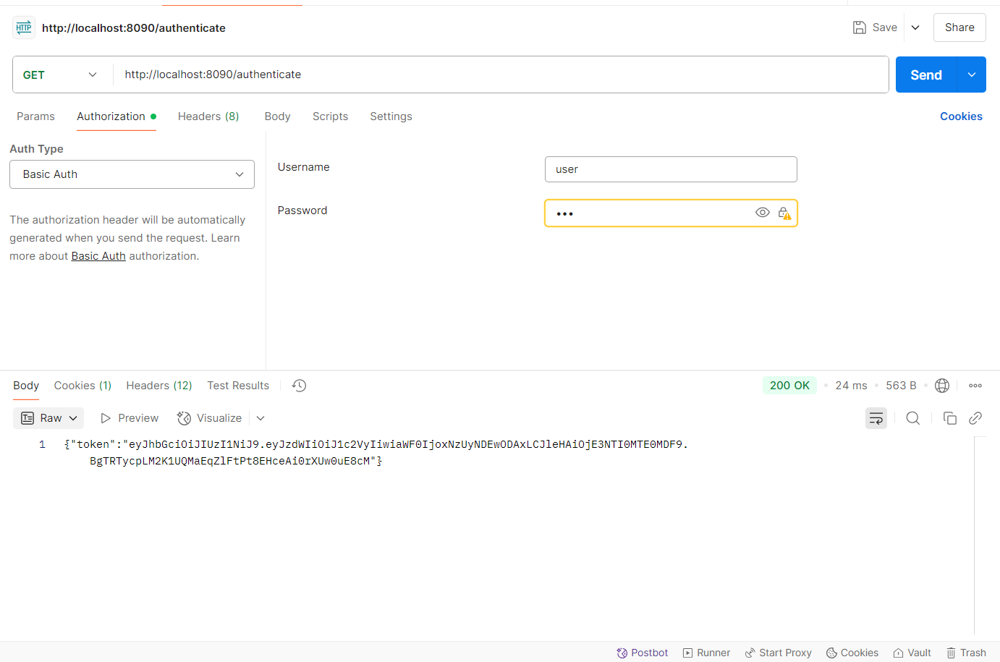 HTTP http://localhost:8090/authenticate Save Share
GET http://localhost:8090/authenticate Send
Params Authorization Headers (8) Body Scripts Settings Cookies
Auth Type
Basic Auth
The authorization header will be automatically
generated when you send the request. Learn
more about Basic Auth authorization.
Username user
Password •••
Body Cookies (1) Headers (12) Test Results 200 OK • 24 ms • 563 B •
Raw Preview Visualize
1 {"token":"eyJhbGciOiJIUzI1NiJ9.eyJzdWIiOiJ1c2VyIiwiaWF0IjoxNzUyNDEwODAxLCJleHAiOjE3NTI0MTE0MDF9.
BgTRTycpLM2K1UQMaEqZlFtPt8EHceAi0rXUw0uE8cM"}
Postbot Runner Start Proxy Cookies Vault Trash